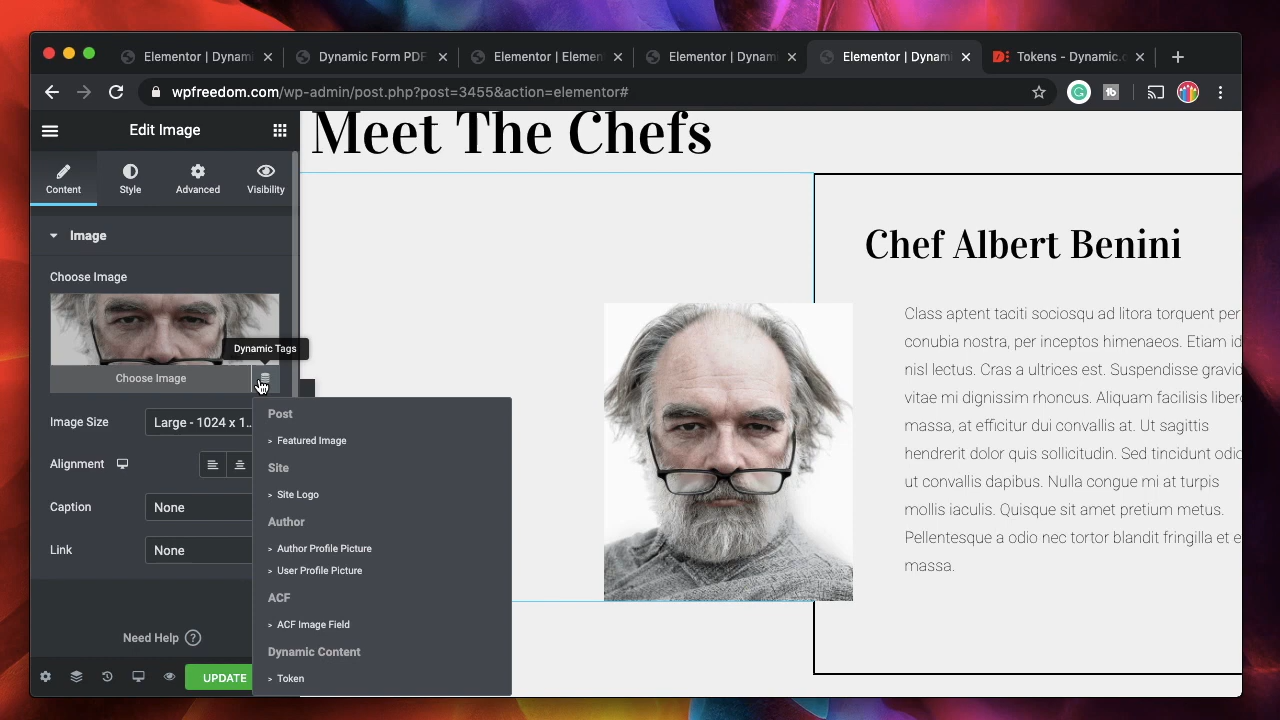 Elementor | Dynami
Dynamic Form PDF
Elementor | Elemen
Elementor | Dynami
Elementor | Dynami
Tokens - Dynamic.c
wpfreedom.com/wp-admin/post.php?post=3455&action=elementor#
Edit Image
Content
Style
Advanced
Visibility
Image
Choose Image
Dynamic Tags
Choose Image
Image Size
Large - 1024 x 1...
Alignment
Caption
None
Link
None
Need Help ?
UPDATE
Post
> Featured Image
Site
> Site Logo
Author
> Author Profile Picture
> User Profile Picture
ACF
> ACF Image Field
Dynamic Content
> Token
Meet The Chefs
Chef Albert Benini
Class aptent taciti sociosqu ad litora torquent per
conubia nostra, per inceptos himenaeos. Etiam id
nisl lectus. Cras a ultrices est. Suspendisse gravid
vitae mi dignissim rhoncus. Aliquam facilisis liber
massa, at efficitur dui convallis at. Ut sagittis
hendrerit dolor quis sollicitudin. Sed tincidunt odio
ut convallis dapibus. Nulla congue mi at turpis
mollis iaculis. Quisque sit amet pretium metus.
Pellentesque a odio nec tortor blandit fringilla et e
massa.